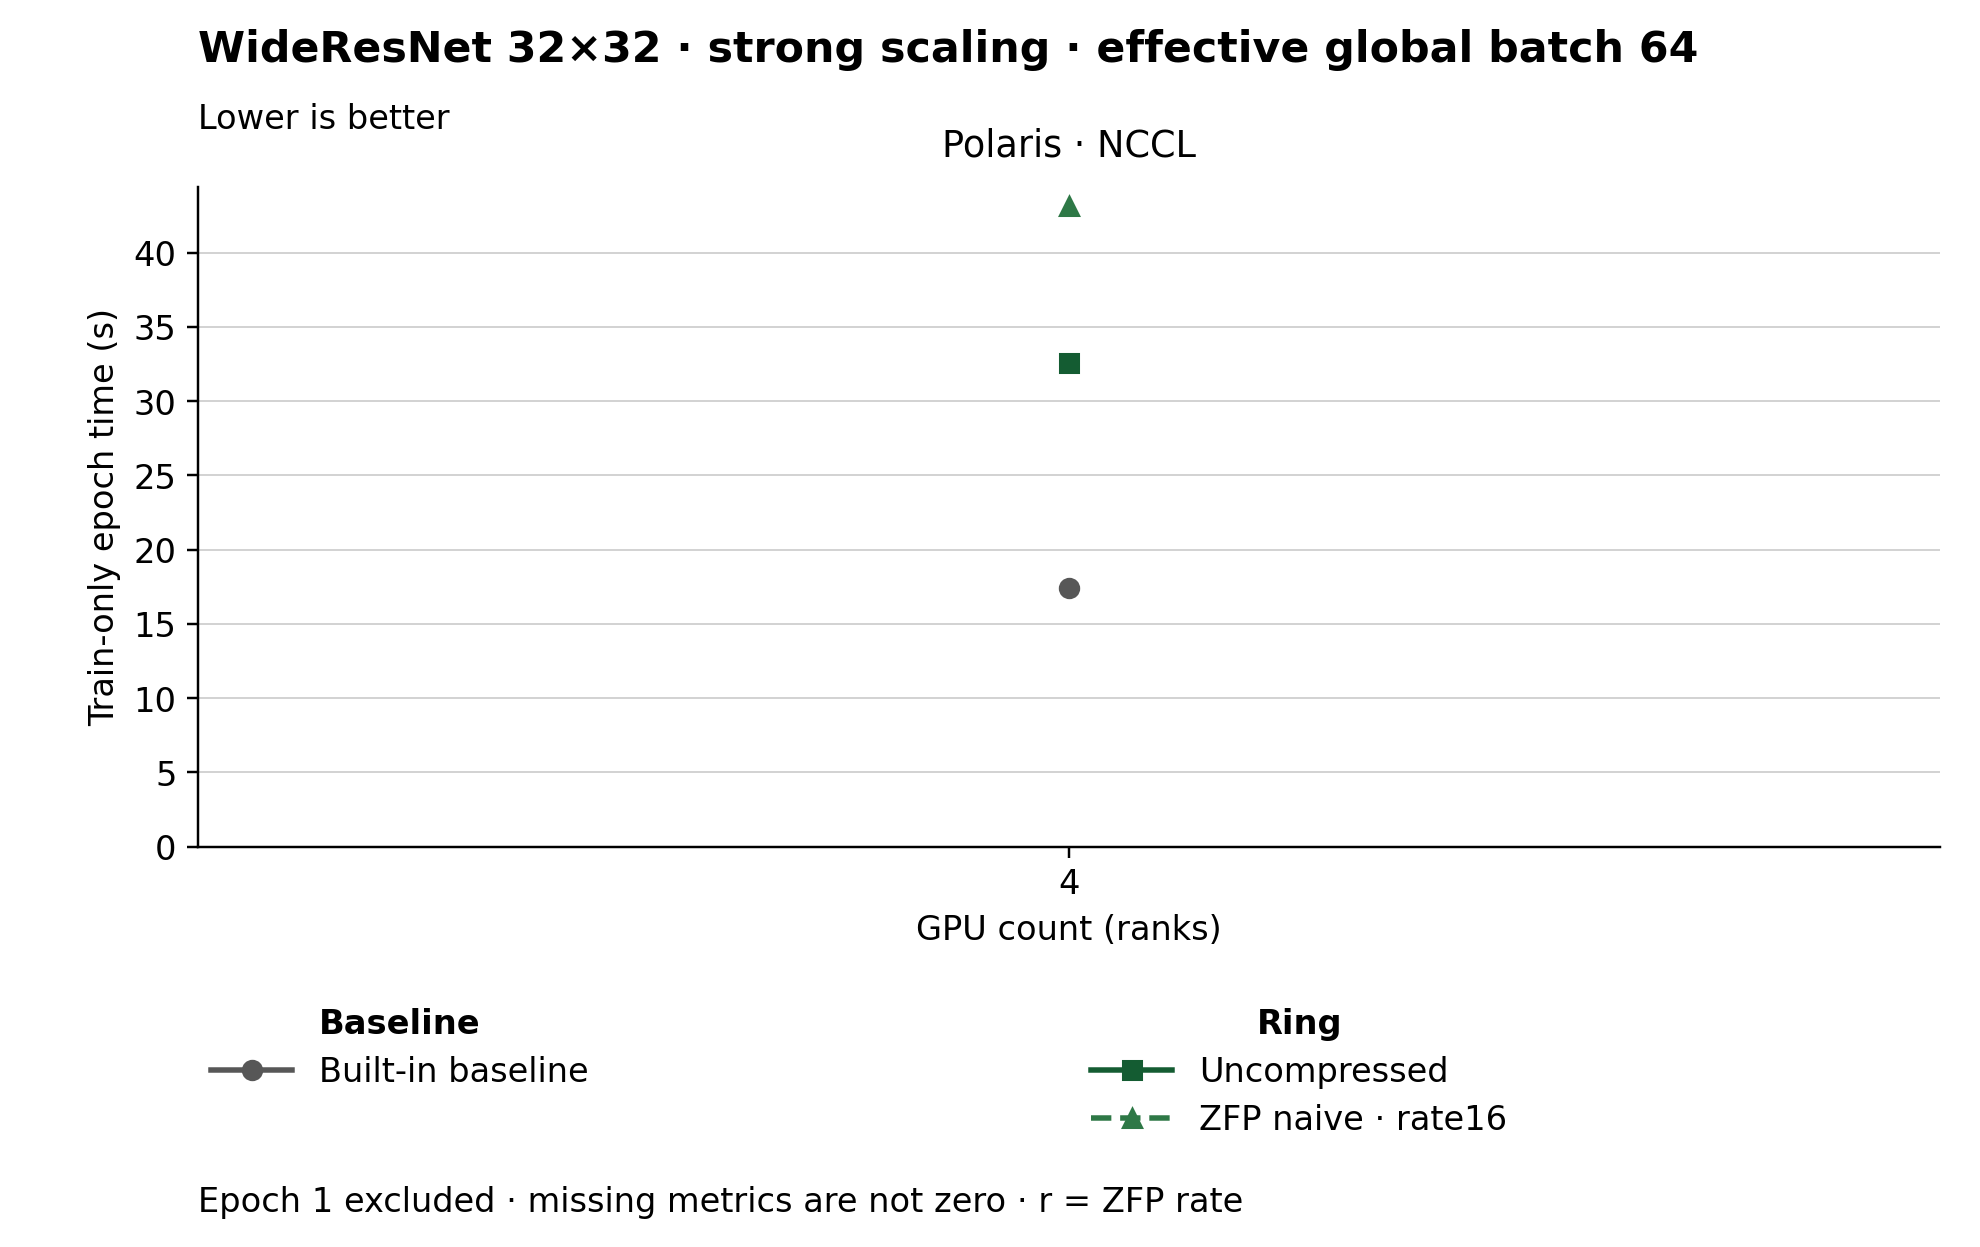 WideResNet 32×32 · strong scaling · effective global batch 64
Lower is better
Polaris · NCCL
Train-only epoch time (s)
40
35
30
25
20
15
10
5
0
4
GPU count (ranks)
Baseline
Built-in baseline
Ring
Uncompressed
ZFP naive · rate16
Epoch 1 excluded · missing metrics are not zero · r = ZFP rate